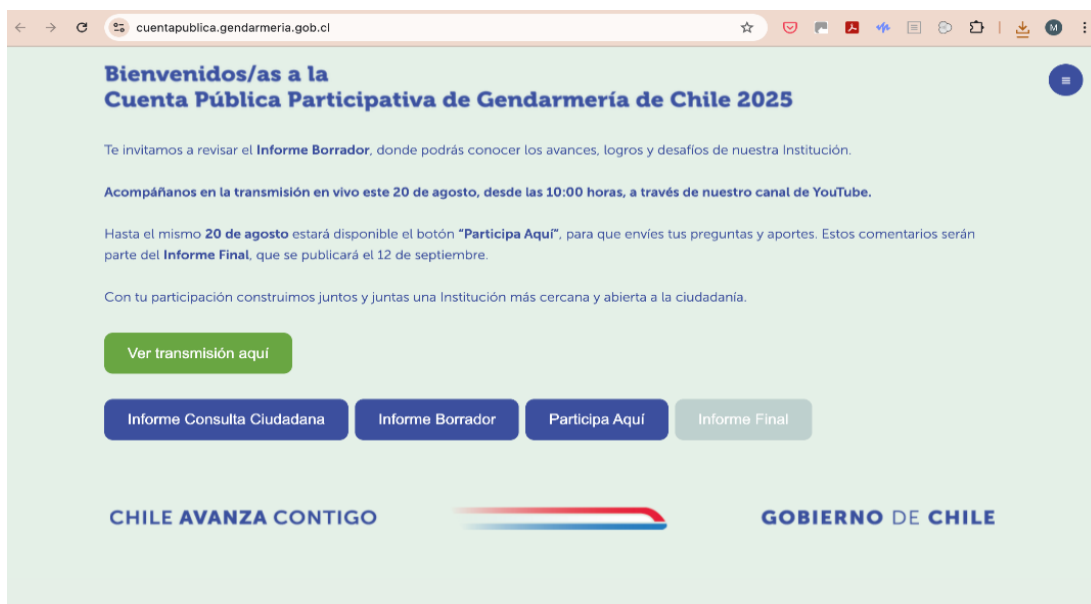 cuentapublica.gendarmeria.gob.cl
M
Bienvenidos/as a la
Cuenta Pública Participativa de Gendarmería de Chile 2025
Te invitamos a revisar el Informe Borrador, donde podrás conocer los avances, logros y desafíos de nuestra Institución.
Acompáñanos en la transmisión en vivo este 20 de agosto, desde las 10:00 horas, a través de nuestro canal de YouTube.
Hasta el mismo 20 de agosto estará disponible el botón “Participa Aquí”, para que envíes tus preguntas y aportes. Estos comentarios serán
parte del Informe Final, que se publicará el 12 de septiembre.
Con tu participación construimos juntos y juntas una Institución más cercana y abierta a la ciudadanía.
Ver transmisión aquí
Informe Consulta Ciudadana Informe Borrador Participa Aquí Informe Final
CHILE AVANZA CONTIGO GOBIERNO DE CHILE